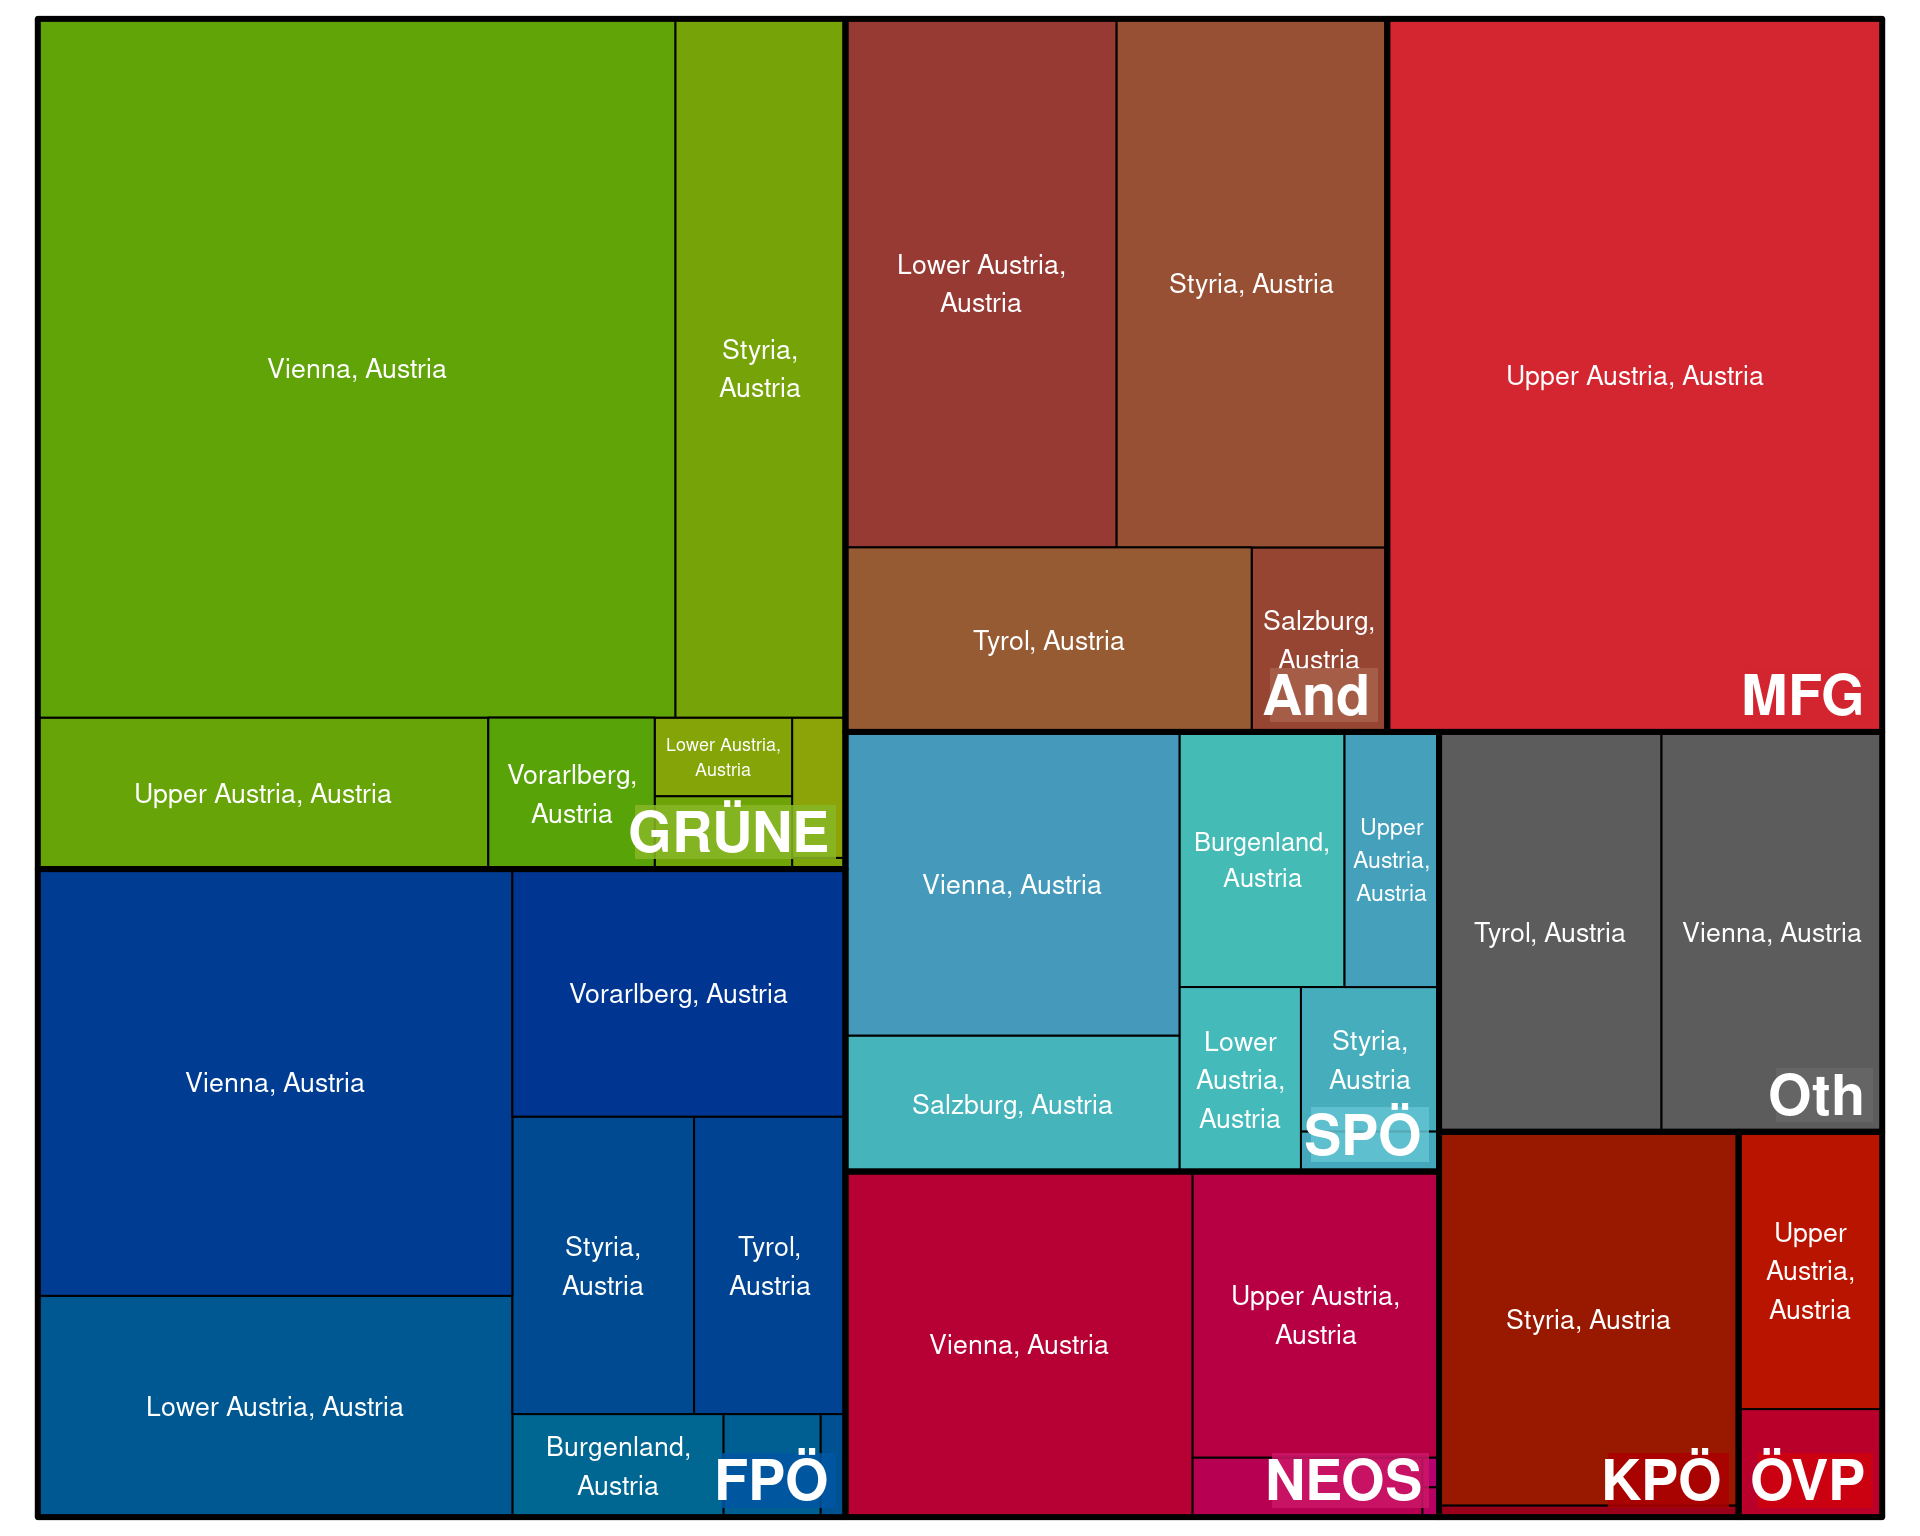 Vienna, Austria
Styria,
Austria
Upper Austria, Austria
Vorarlberg,
Austria
Lower Austria,
Austria
GRÜNE
Vienna, Austria
Vorarlberg, Austria
Styria,
Austria
Tyrol,
Austria
Lower Austria, Austria
Burgenland,
Austria
FPÖ
Lower Austria,
Austria
Styria, Austria
Tyrol, Austria
Salzburg,
Austria
And
Upper Austria, Austria
MFG
Vienna, Austria
Burgenland,
Austria
Upper
Austria,
Austria
Salzburg, Austria
Lower
Austria,
Austria
Styria,
Austria
SPÖ
Tyrol, Austria
Vienna, Austria
Oth
Vienna, Austria
Upper Austria,
Austria
NEOS
Styria, Austria
KPÖ
Upper
Austria,
Austria
ÖVP